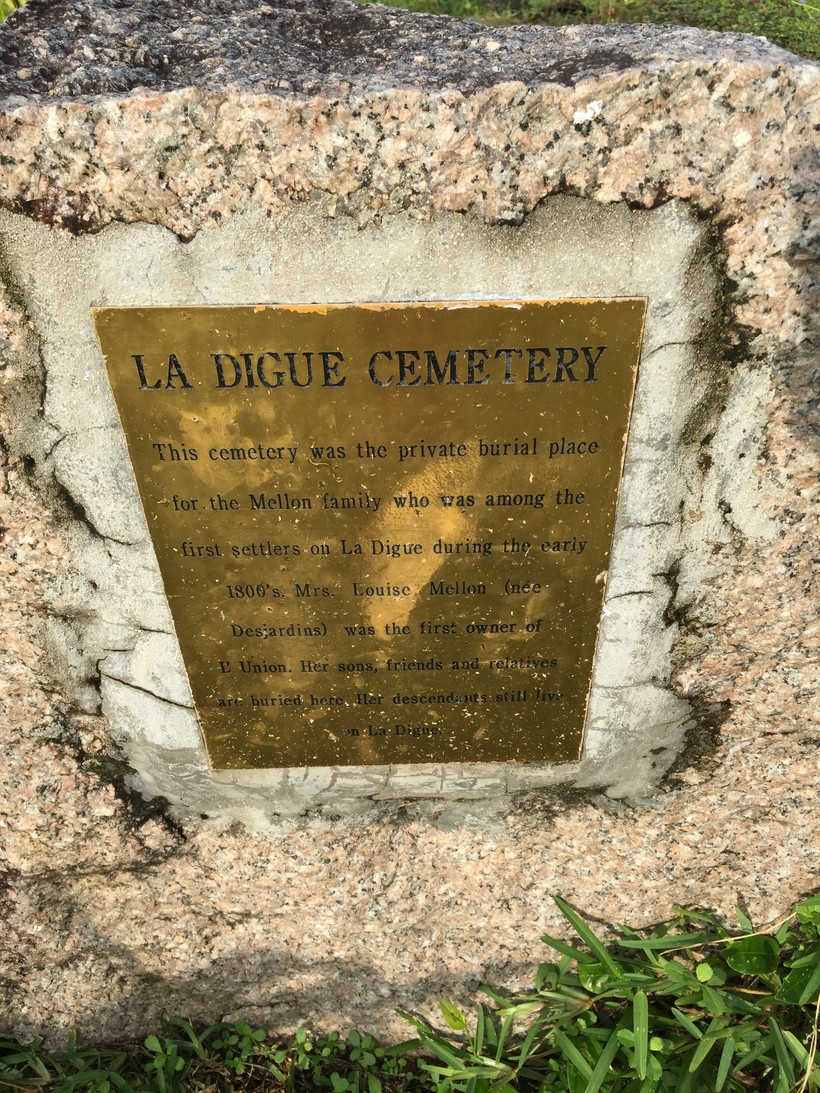 LA DIGUE CEMETERY
This cemetery was the private burial place
for the Mellon family who was among the
first settlers on La Digue during the early
1800's. Mrs. Louise Mellon (née
Desjardins) was the first owner of
L' Union. Her sons, friends and relatives
are buried here. Her descendants still live
on La Digue.